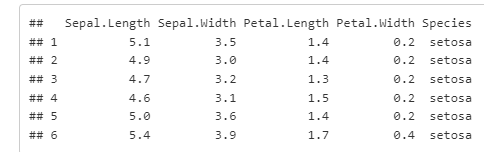 ##   Sepal.Length Sepal.Width Petal.Length Petal.Width Species
## 1          5.1         3.5          1.4         0.2  setosa
## 2          4.9         3.0          1.4         0.2  setosa
## 3          4.7         3.2          1.3         0.2  setosa
## 4          4.6         3.1          1.5         0.2  setosa
## 5          5.0         3.6          1.4         0.2  setosa
## 6          5.4         3.9          1.7         0.4  setosa